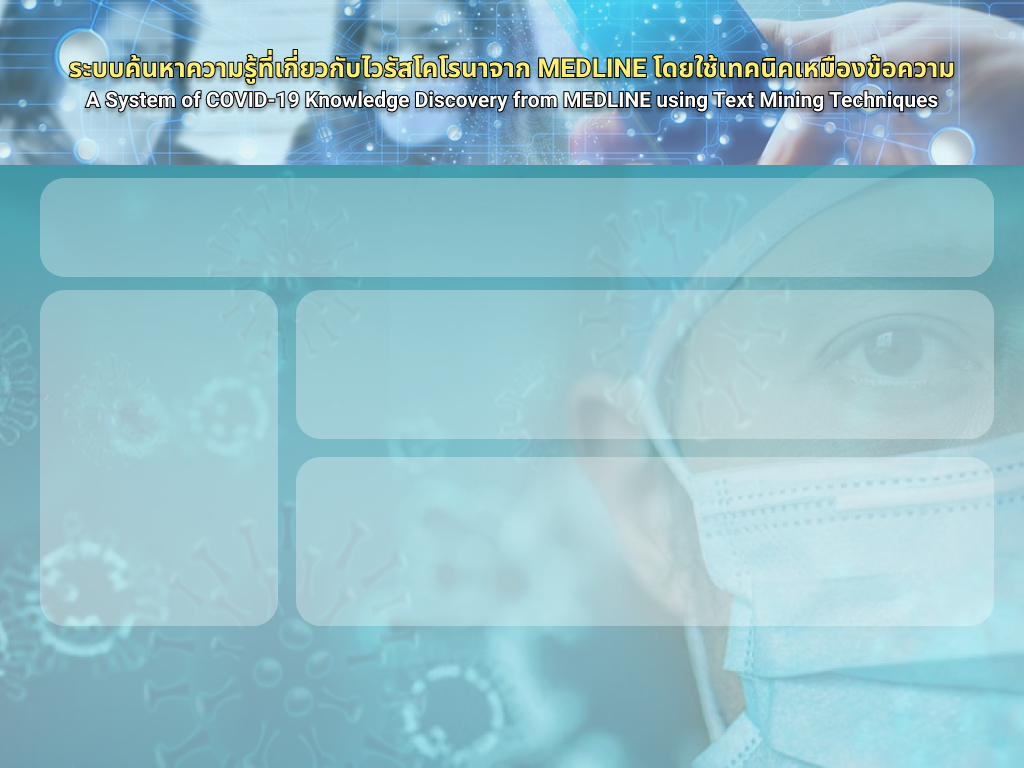 ระบบค้นหาความรู้ที่เกี่ยวกับไวรัสโคโรนาจาก MEDLINE โดยใช้เทคนิคเหมืองข้อความ
A System of COVID-19 Knowledge Discovery from MEDLINE using Text Mining Techniques